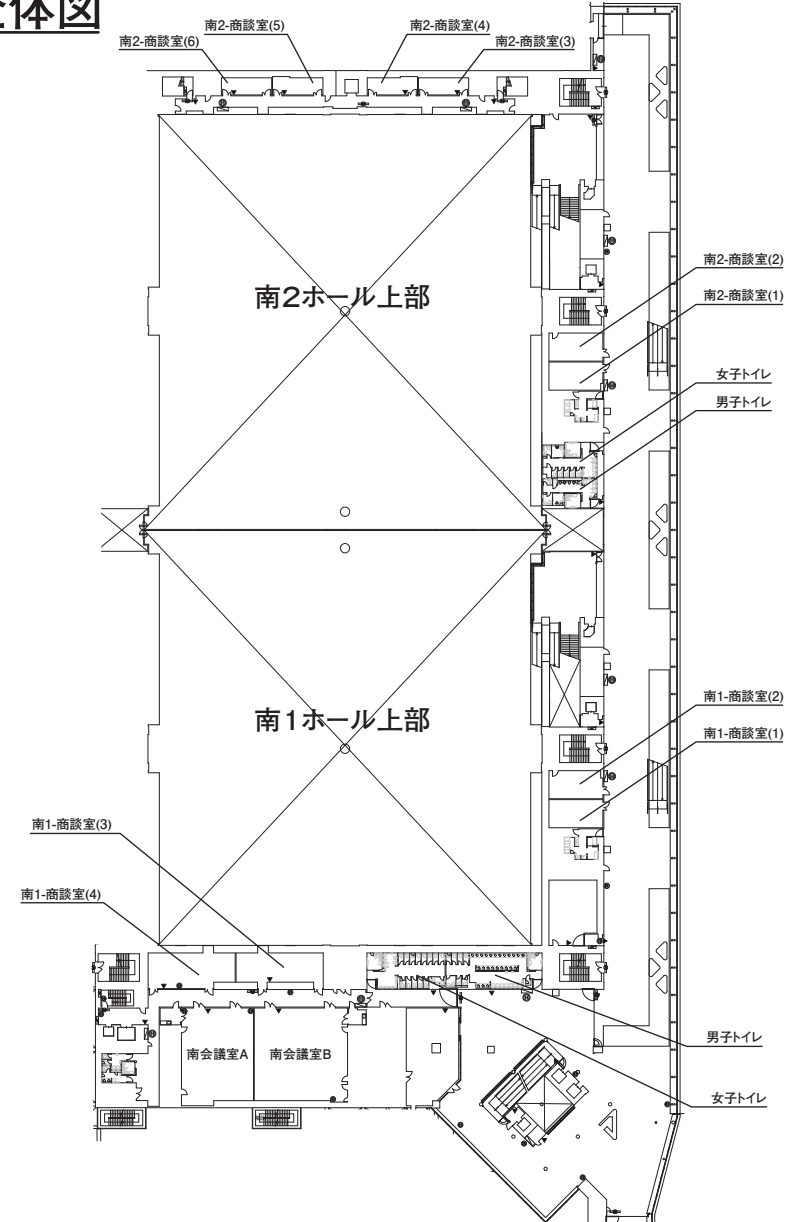 全体図
南2-商談室(5)
南2-商談室(4)
南2-商談室(6)
南2-商談室(3)
南2-商談室(2)
南2ホール上部
南2-商談室(1)
女子トイレ
男子トイレ
南1-商談室(2)
南1ホール上部
南1-商談室(1)
南1-商談室(3)
南1-商談室(4)
男子トイレ
南会議室A
南会議室B
女子トイレ